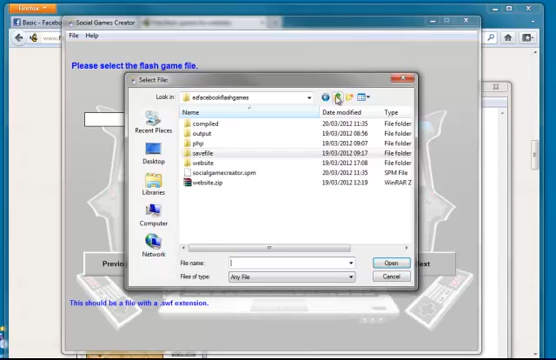 Firefox
Basic - Facebo
Social Games Creator
File Help
Please select the flash game file.
Select File:
Look in: ezfacebookflashgames
Name Date modified Type
compiled 20/03/2012 11:35 File folder
output 19/03/2012 08:56 File folder
php 19/03/2012 09:07 File folder
savefile 19/03/2012 09:17 File folder
website 19/03/2012 17:08 File folder
socialgamecreator.spm 20/03/2012 11:35 SPM File
website.zip 19/03/2012 12:19 WinRAR Z
Recent Places
Desktop
Libraries
Computer
Network
File name: Open
Files of type: Any File Cancel
Previo
ext
This should be a file with a .swf extension.